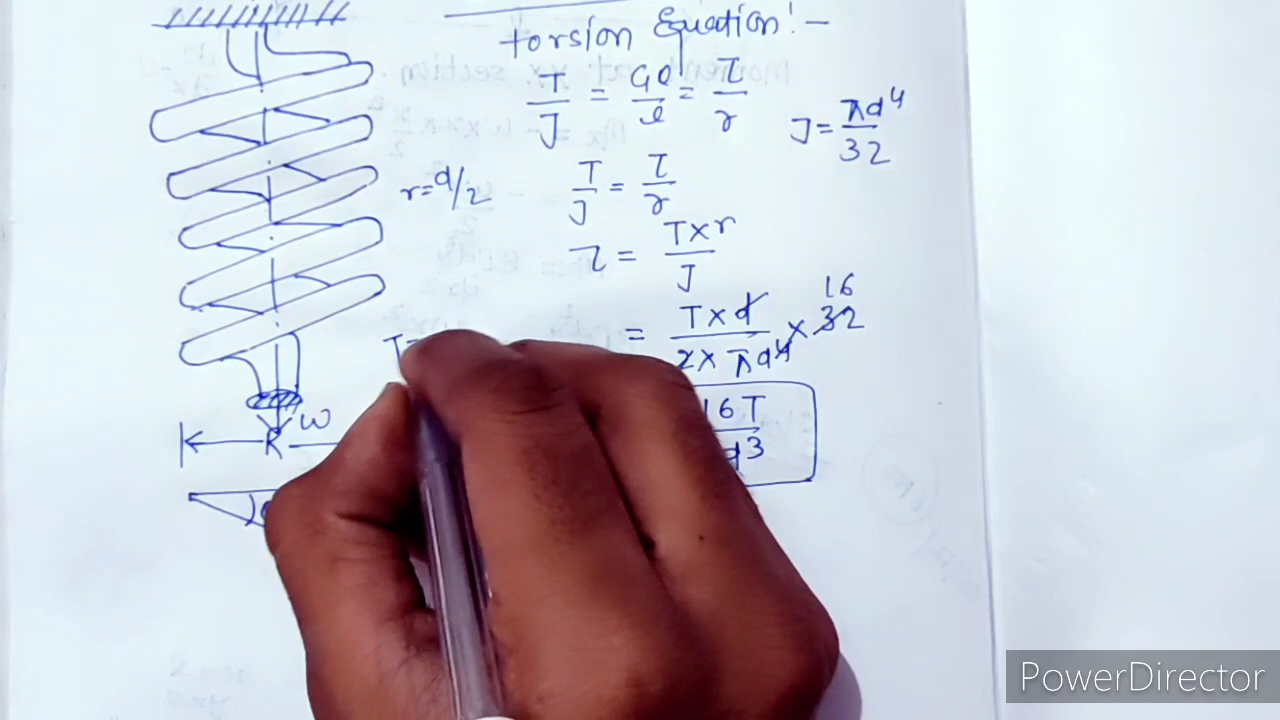 torsion Equation:-
T/J = Gθ/l = τ/r
J = πd⁴/32
r = d/2
T/J = τ/r
τ = T×r/J
= T×d/2×πd⁴ × 32 16
T=
16T/d³
W
R
PowerDirector